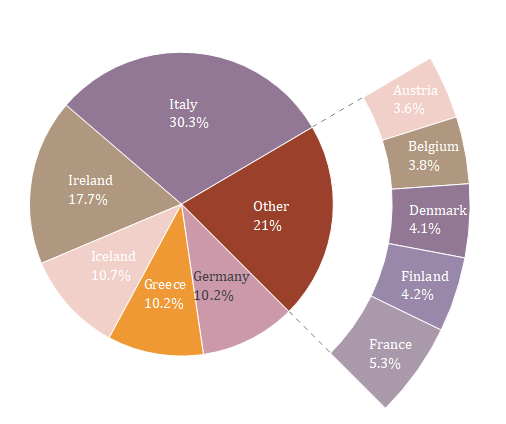 Italy
30.3%
Ireland
17.7%
Iceland
10.7%
Greece
10.2%
Germany
10.2%
Other
21%
Austria
3.6%
Belgium
3.8%
Denmark
4.1%
Finland
4.2%
France
5.3%